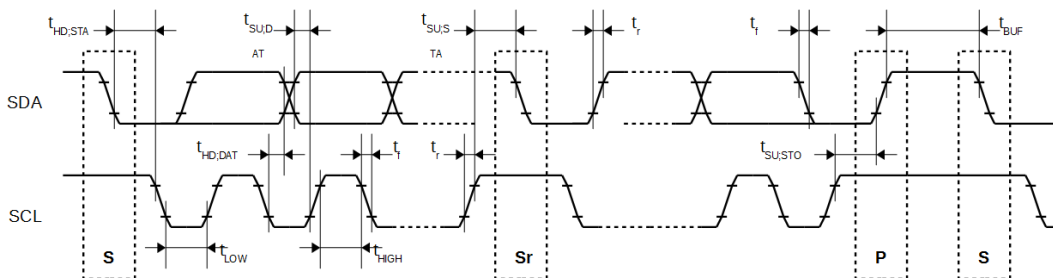 tHD;STA tSU;D tSU;S tr tf tBUF
AT TA
SDA
tHD;DAT tf tr tSU;STO
SCL
S tLOW tHIGH Sr P S